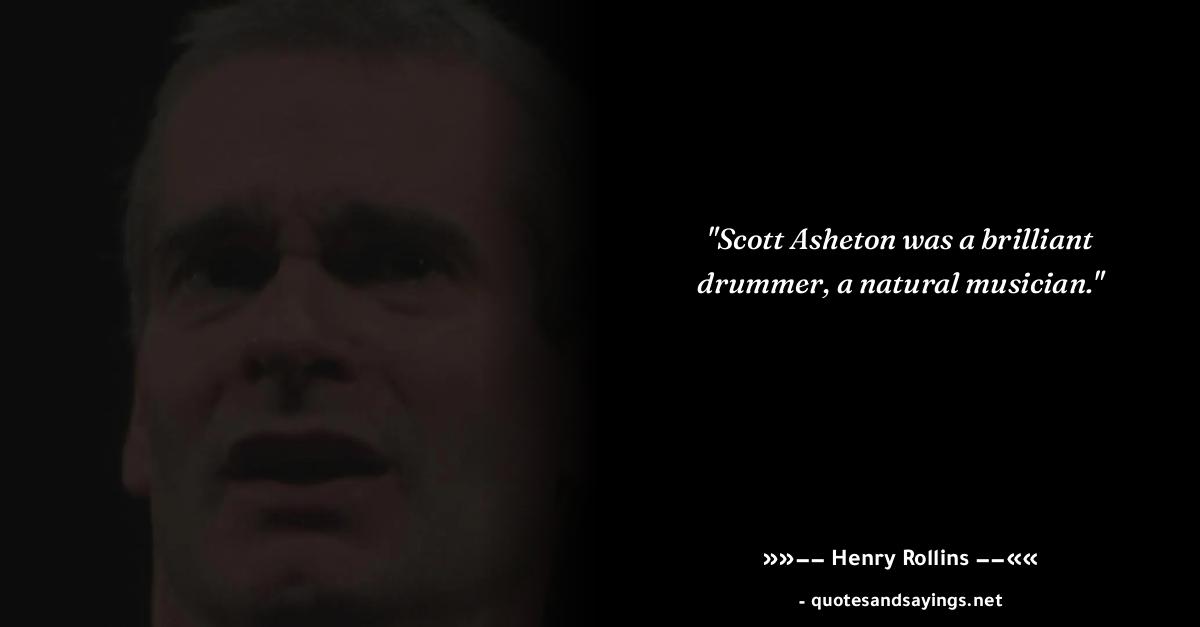 "Scott Asheton was a brilliant
drummer, a natural musician."
»»–– Henry Rollins ––««
- quotesandsayings.net